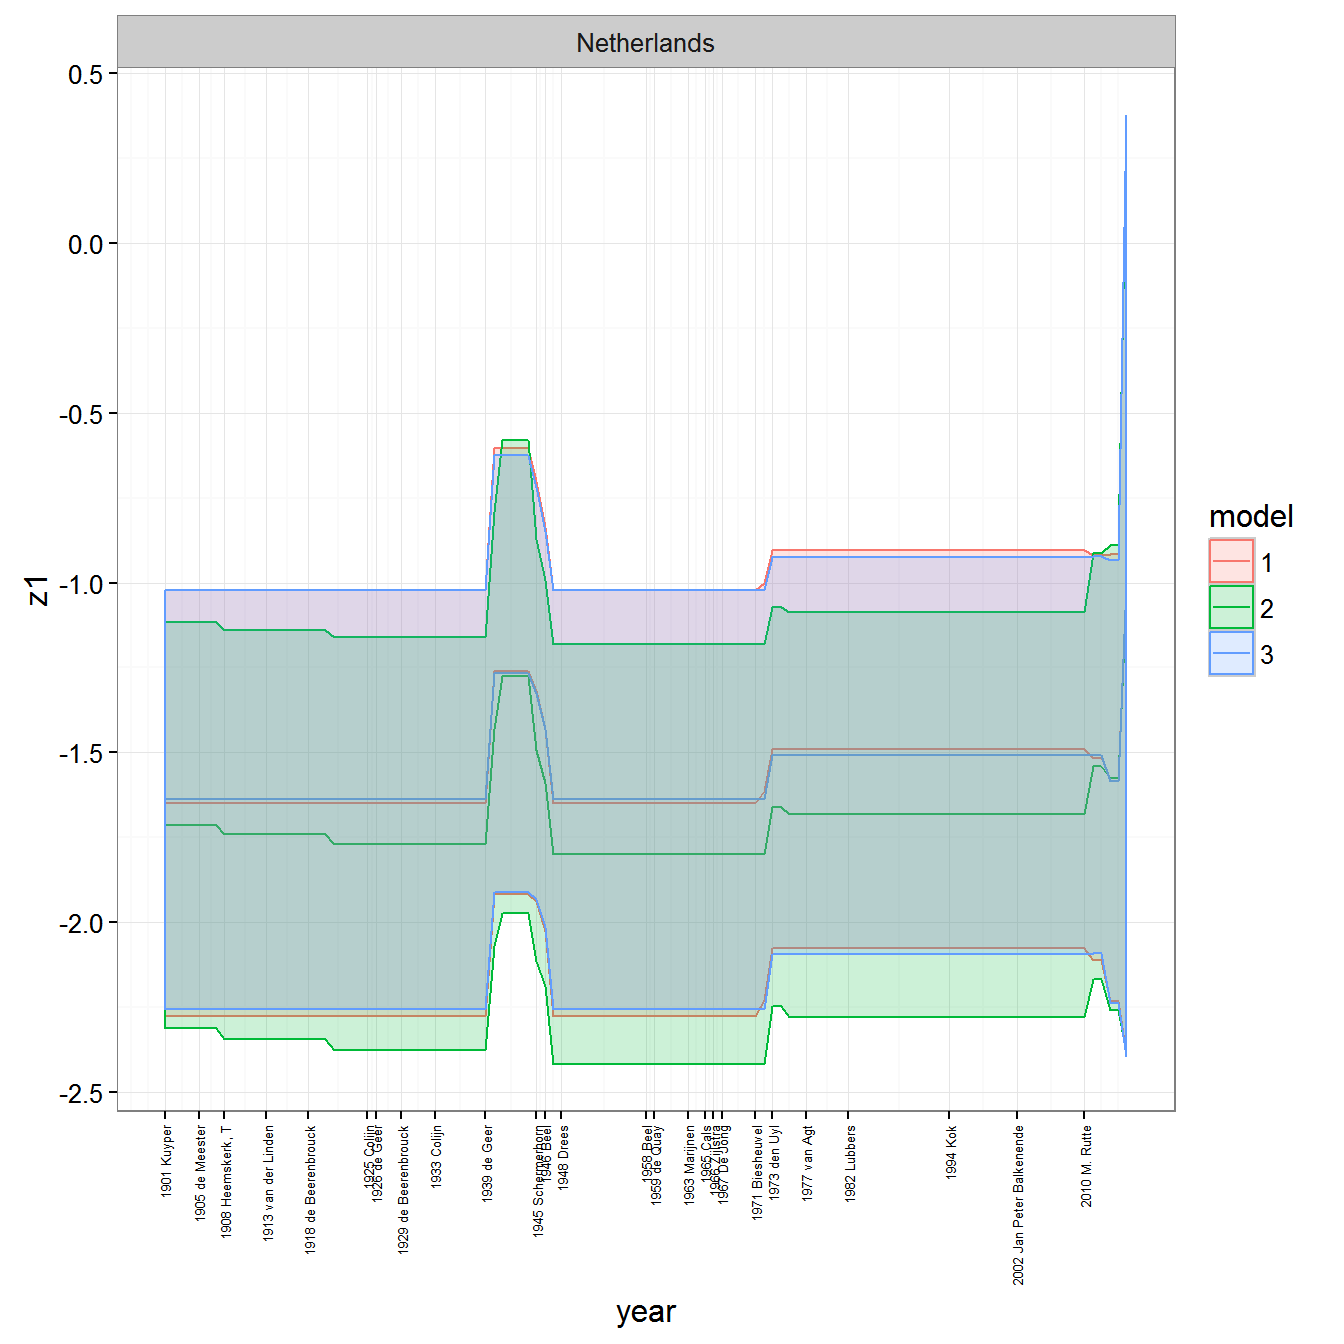 Netherlands
0.5
0.0
-0.5
-1.0
-1.5
-2.0
-2.5
z1
model
1
2
3
1901 Kuyper
1905 de Meester
1908 Heemskerk, T
1913 van der Linden
1918 de Beerenbrouck
1925 Colijn
1926 de Geer
1929 de Beerenbrouck
1933 Colijn
1939 de Geer
1945 Schermerhorn
1946 Beel
1948 Drees
1958 Beel
1959 de Quay
1963 Marijnen
1965 Cals
1966 Zijlstra
1967 De Jong
1971 Biesheuvel
1973 den Uyl
1977 van Agt
1982 Lubbers
1994 Kok
2002 Jan Peter Balkenende
2010 M. Rutte
year